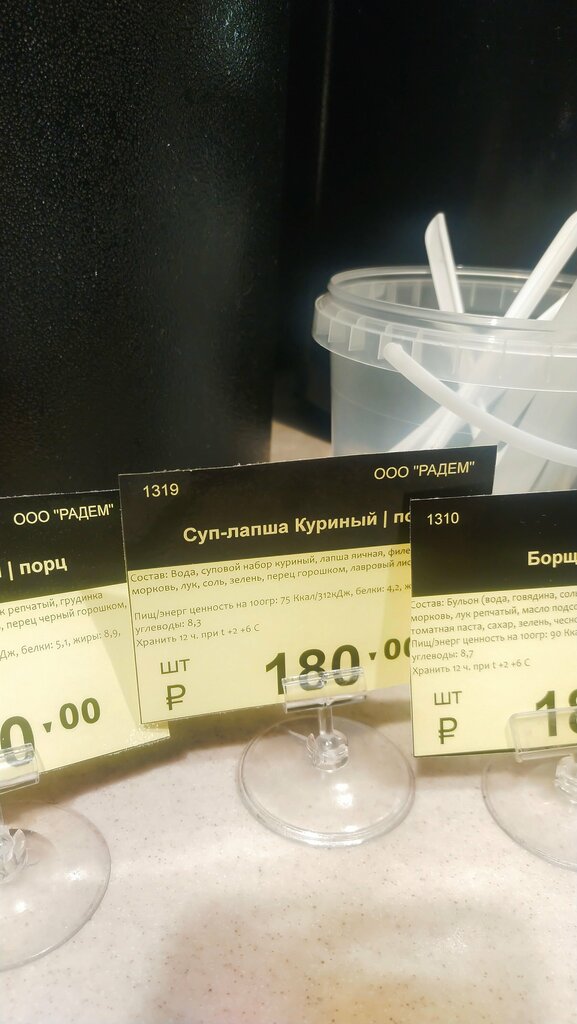 ООО "РАДЕМ"
| порц
репчатый, грудинка
, перец черный горошком,
Дж, белки: 5,1, жиры: 8,9,
0,00
1319
ООО "РАДЕМ"
Суп-лапша Куриный | по
Состав: Вода, суповой набор куриный, лапша яичная, филе
морковь, лук, соль, зелень, перец горошком, лавровый лис
Пищ/энерг ценность на 100гр: 75 Ккал/312кДж, белки: 4,2, ж
углеводы: 8,3
Хранить 12 ч. при t +2 +6 С
шт
₽
180,00
1310
Борщ
Состав: Бульон (вода, говядина, соль
морковь, лук репчатый, масло подсо
томатная паста, сахар, зелень, чесно
Пищ/энерг ценность на 100гр: 90 Кк
углеводы: 8,7
Хранить 12 ч. при t +2 +6 С
шт
₽
18